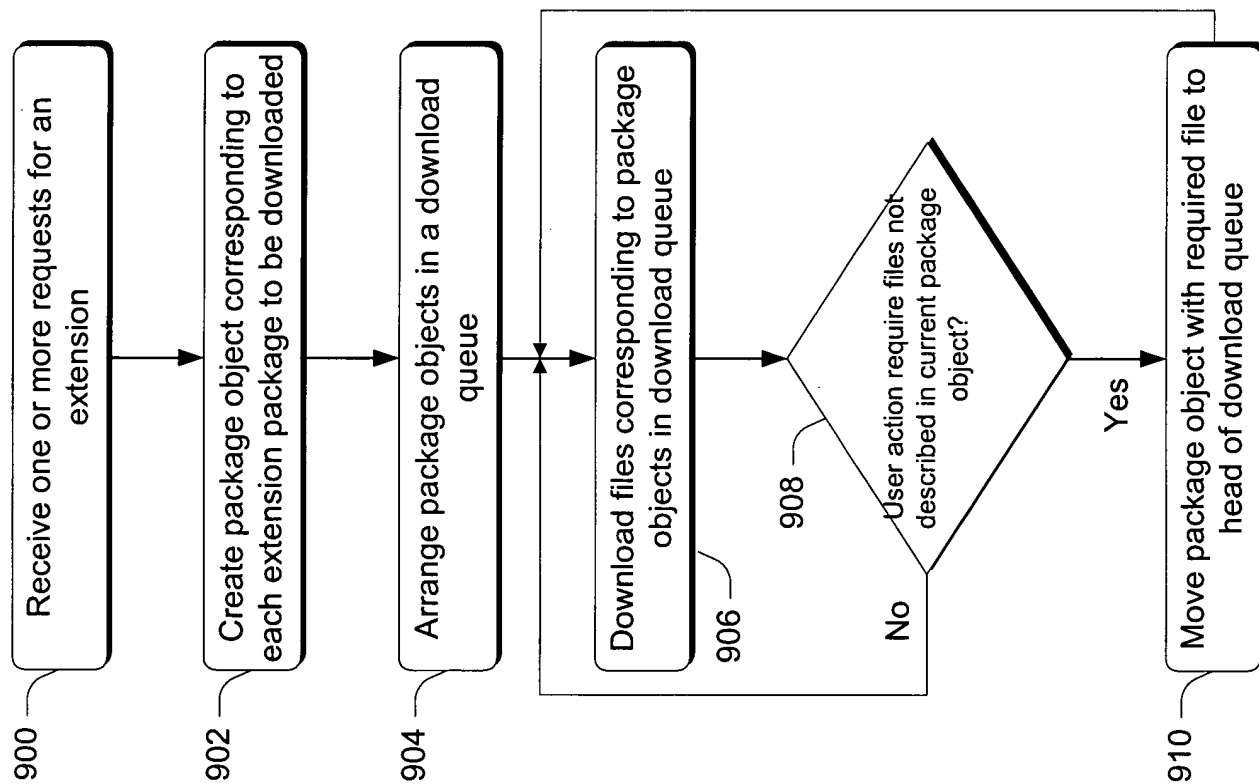 900
Receive one or more requests for an
extension
902
Create package object corresponding to
each extension package to be downloaded
904
Arrange package objects in a download
queue
906
Download files corresponding to package
objects in download queue
908
User action require files not
described in current package
object?
No
Yes
910
Move package object with required file to
head of download queue